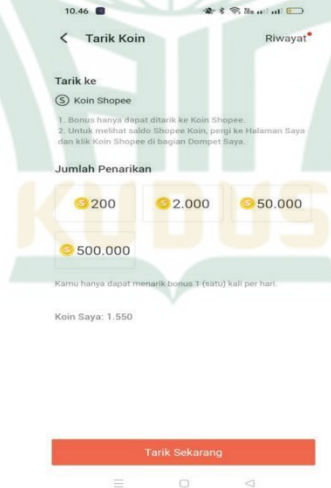 10.46
Tarik Koin
Riwayat
Tarik ke
S Koin Shopee
1. Bonus hanya dapat ditarik ke Koin Shopee.
2. Untuk melihat saldo Shopee Koin, pergi ke Halaman Saya
dan klik Koin Shopee di bagian Dompet Saya.
Jumlah Penarikan
S 200
S 2.000
S 50.000
S 500.000
KUDUS
Kamu hanya dapat menarik bonus 1 (satu) kali per hari.
Koin Saya: 1.550
Tarik Sekarang